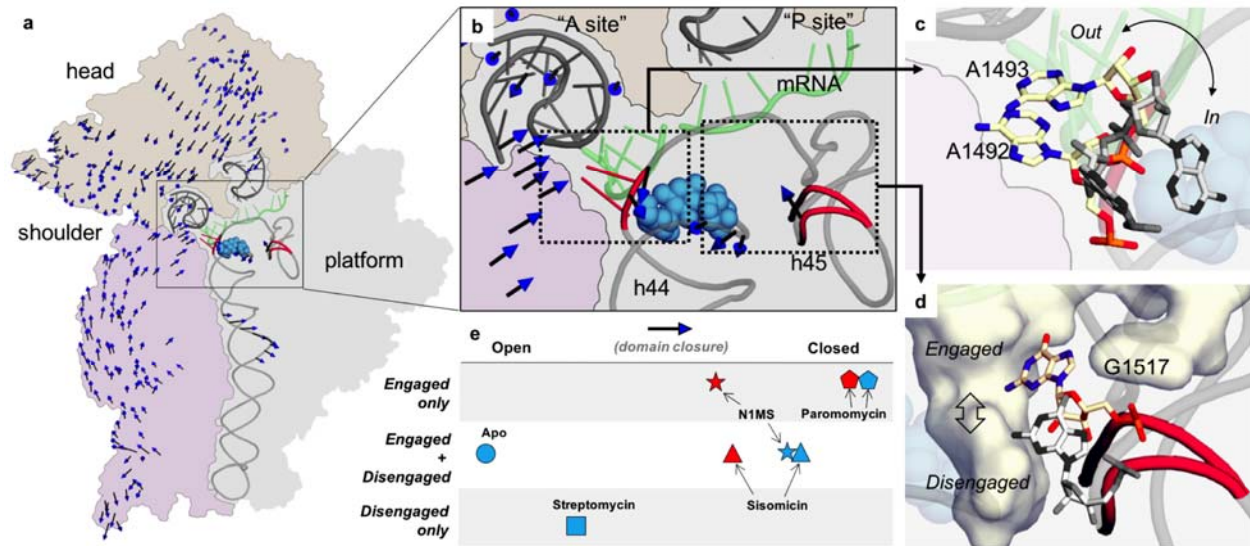 a
head
shoulder
platform
b
"A site"
"P site"
mRNA
h44
h45
c
Out
In
A1493
A1492
d
Engaged
G1517
Disengaged
e
Open
(domain closure)
Closed
Engaged
only
N1MS
Paromomycin
Engaged
+
Disengaged
Apo
Sisomicin
Disengaged
only
Streptomycin